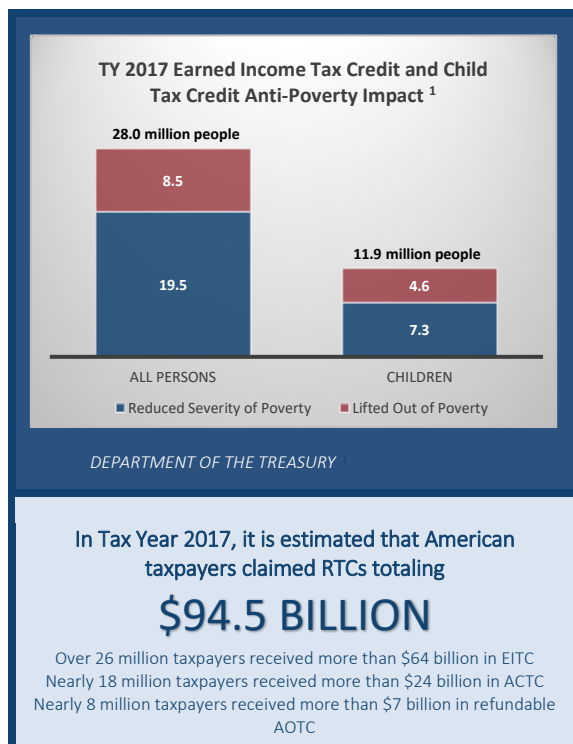 TY 2017 Earned Income Tax Credit and Child
Tax Credit Anti-Poverty Impact 1
28.0 million people
8.5
19.5
11.9 million people
4.6
7.3
ALL PERSONS
CHILDREN
Reduced Severity of Poverty
Lifted Out of Poverty
DEPARTMENT OF THE TREASURY
In Tax Year 2017, it is estimated that American
taxpayers claimed RTCs totaling
$94.5 BILLION
Over 26 million taxpayers received more than $64 billion in EITC
Nearly 18 million taxpayers received more than $24 billion in ACTC
Nearly 8 million taxpayers received more than $7 billion in refundable
AOTC